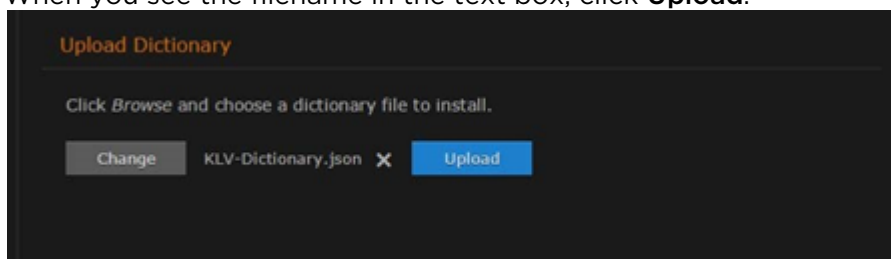 When you see the filename in the text box, click Upload.
Upload Dictionary
Click Browse and choose a dictionary file to install.
Change KLV-Dictionary.json ✕ Upload